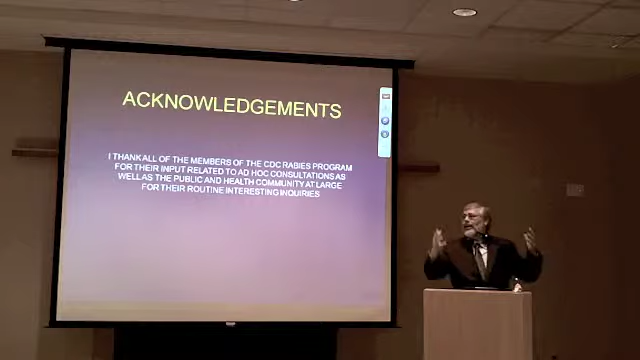 ACKNOWLEDGEMENTS
I THANK ALL OF THE MEMBERS OF THE CDC RABIES PROGRAM
FOR THEIR INPUT RELATED TO AD HOC CONSULTATIONS AS
WELL AS THE PUBLIC AND HEALTH COMMUNITY AT LARGE
FOR THEIR ROUTINE INTERESTING INQUIRIES